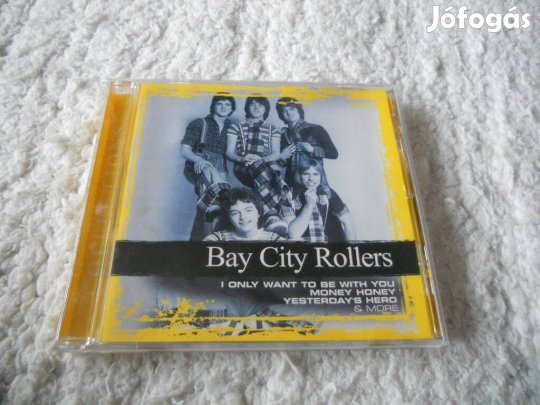 Jófogás
Bay City Rollers
I ONLY WANT TO BE WITH YOU
MONEY HONEY
YESTERDAY'S HERO
& MORE